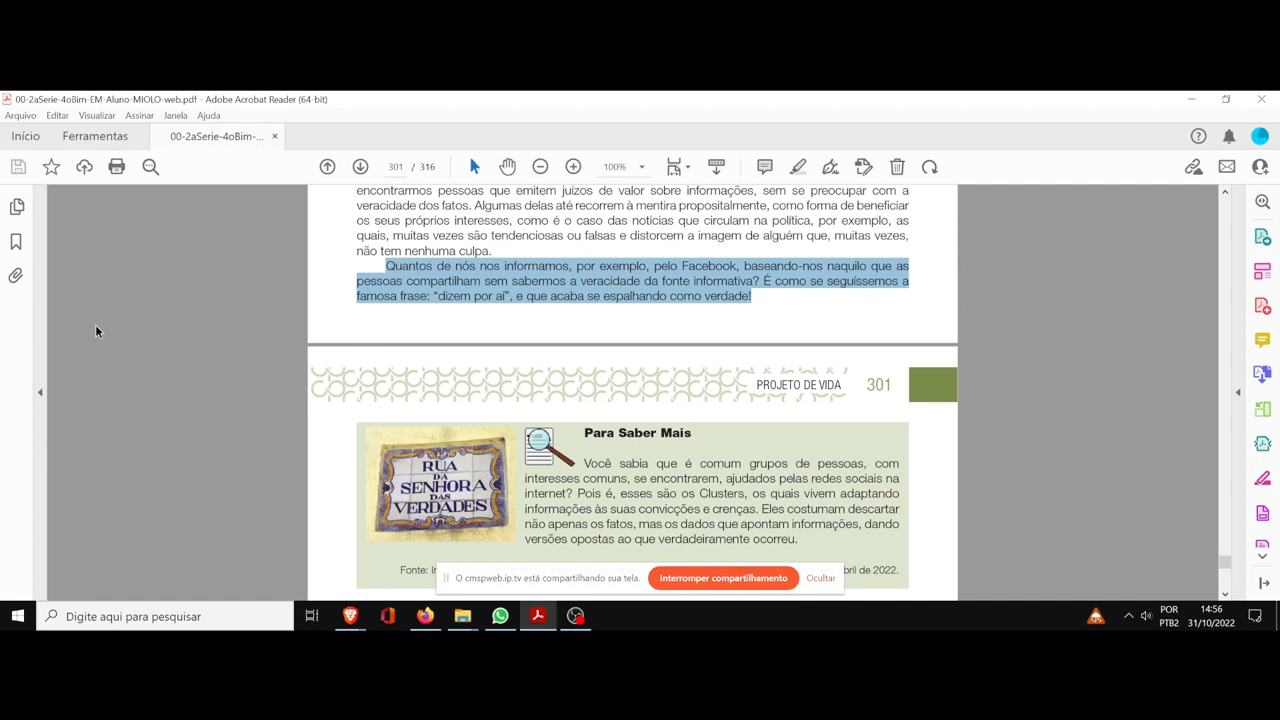 00-2aSerie-4oBim-EM-Aluno-MIOLO-web.pdf - Adobe Acrobat Reader (64-bit)
Arquivo Editar Visualizar Assinar Janela Ajuda
Início Ferramentas 00-2aSerie-4oBim-... ×
301 / 316 100%
encontrarmos pessoas que emitem juízos de valor sobre informações, sem se preocupar com a
veracidade dos fatos. Algumas delas até recorrem à mentira propositalmente, como forma de beneficiar
os seus próprios interesses, como é o caso das notícias que circulam na política, por exemplo, as
quais, muitas vezes são tendenciosas ou falsas e distorcem a imagem de alguém que, muitas vezes,
não tem nenhuma culpa.
Quantos de nós nos informamos, por exemplo, pelo Facebook, baseando-nos naquilo que as
pessoas compartilham sem sabermos a veracidade da fonte informativa? É como se seguíssemos a
famosa frase: “dizem por aí”, e que acaba se espalhando como verdade!
PROJETO DE VIDA 301
RUA
DA
SENHORA
DAS
VERDADES
Para Saber Mais
Você sabia que é comum grupos de pessoas, com
interesses comuns, se encontrarem, ajudados pelas redes sociais na
internet? Pois é, esses são os Clusters, os quais vivem adaptando
informações às suas convicções e crenças. Eles costumam descartar
não apenas os fatos, mas os dados que apontam informações, dando
versões opostas ao que verdadeiramente ocorreu.
Fonte: de 2022.
O cmspweb.ip.tv está compartilhando sua tela. Interromper compartilhamento Ocultar
Digite aqui para pesquisar
POR 14:56
PTB2 31/10/2022